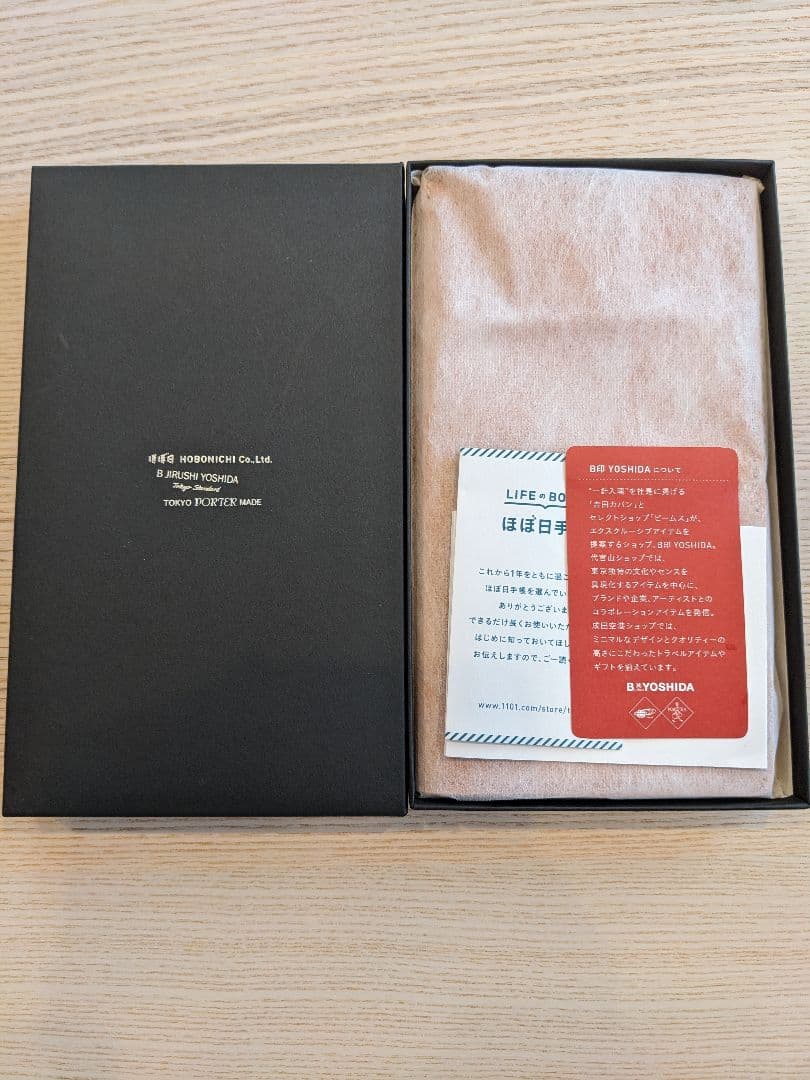 ほぼ日 HOBONICHI Co.,Ltd.
B JIRUSHI YOSHIDA
Tokyo Standard
TOKYO PORTER MADE
LIFEのBO
ほぼ日手
これから1年をともに過ご
ほぼ日手帳を選んでい
ありがとうございま
できるだけ長くお使いいただ
はじめに知っておいてほし
お伝えしますので、ご一読
www.1101.com/store/t
B印 YOSHIDAについて
"一針入魂"を社是に掲げる
「吉田カバン」と
セレクトショップ「ビームス」が、
エクスクルーシブアイテムを
提案するショップ、B印 YOSHIDA。
代官山ショップでは、
東京独特の文化やセンスを
具現化するアイテムを中心に、
ブランドや企業、アーティストとの
コラボレーションアイテムを発信。
成田空港ショップでは、
ミニマルなデザインとクオリティーの
高さにこだわったトラベルアイテムや
ギフトを揃えています。
B印YOSHIDA